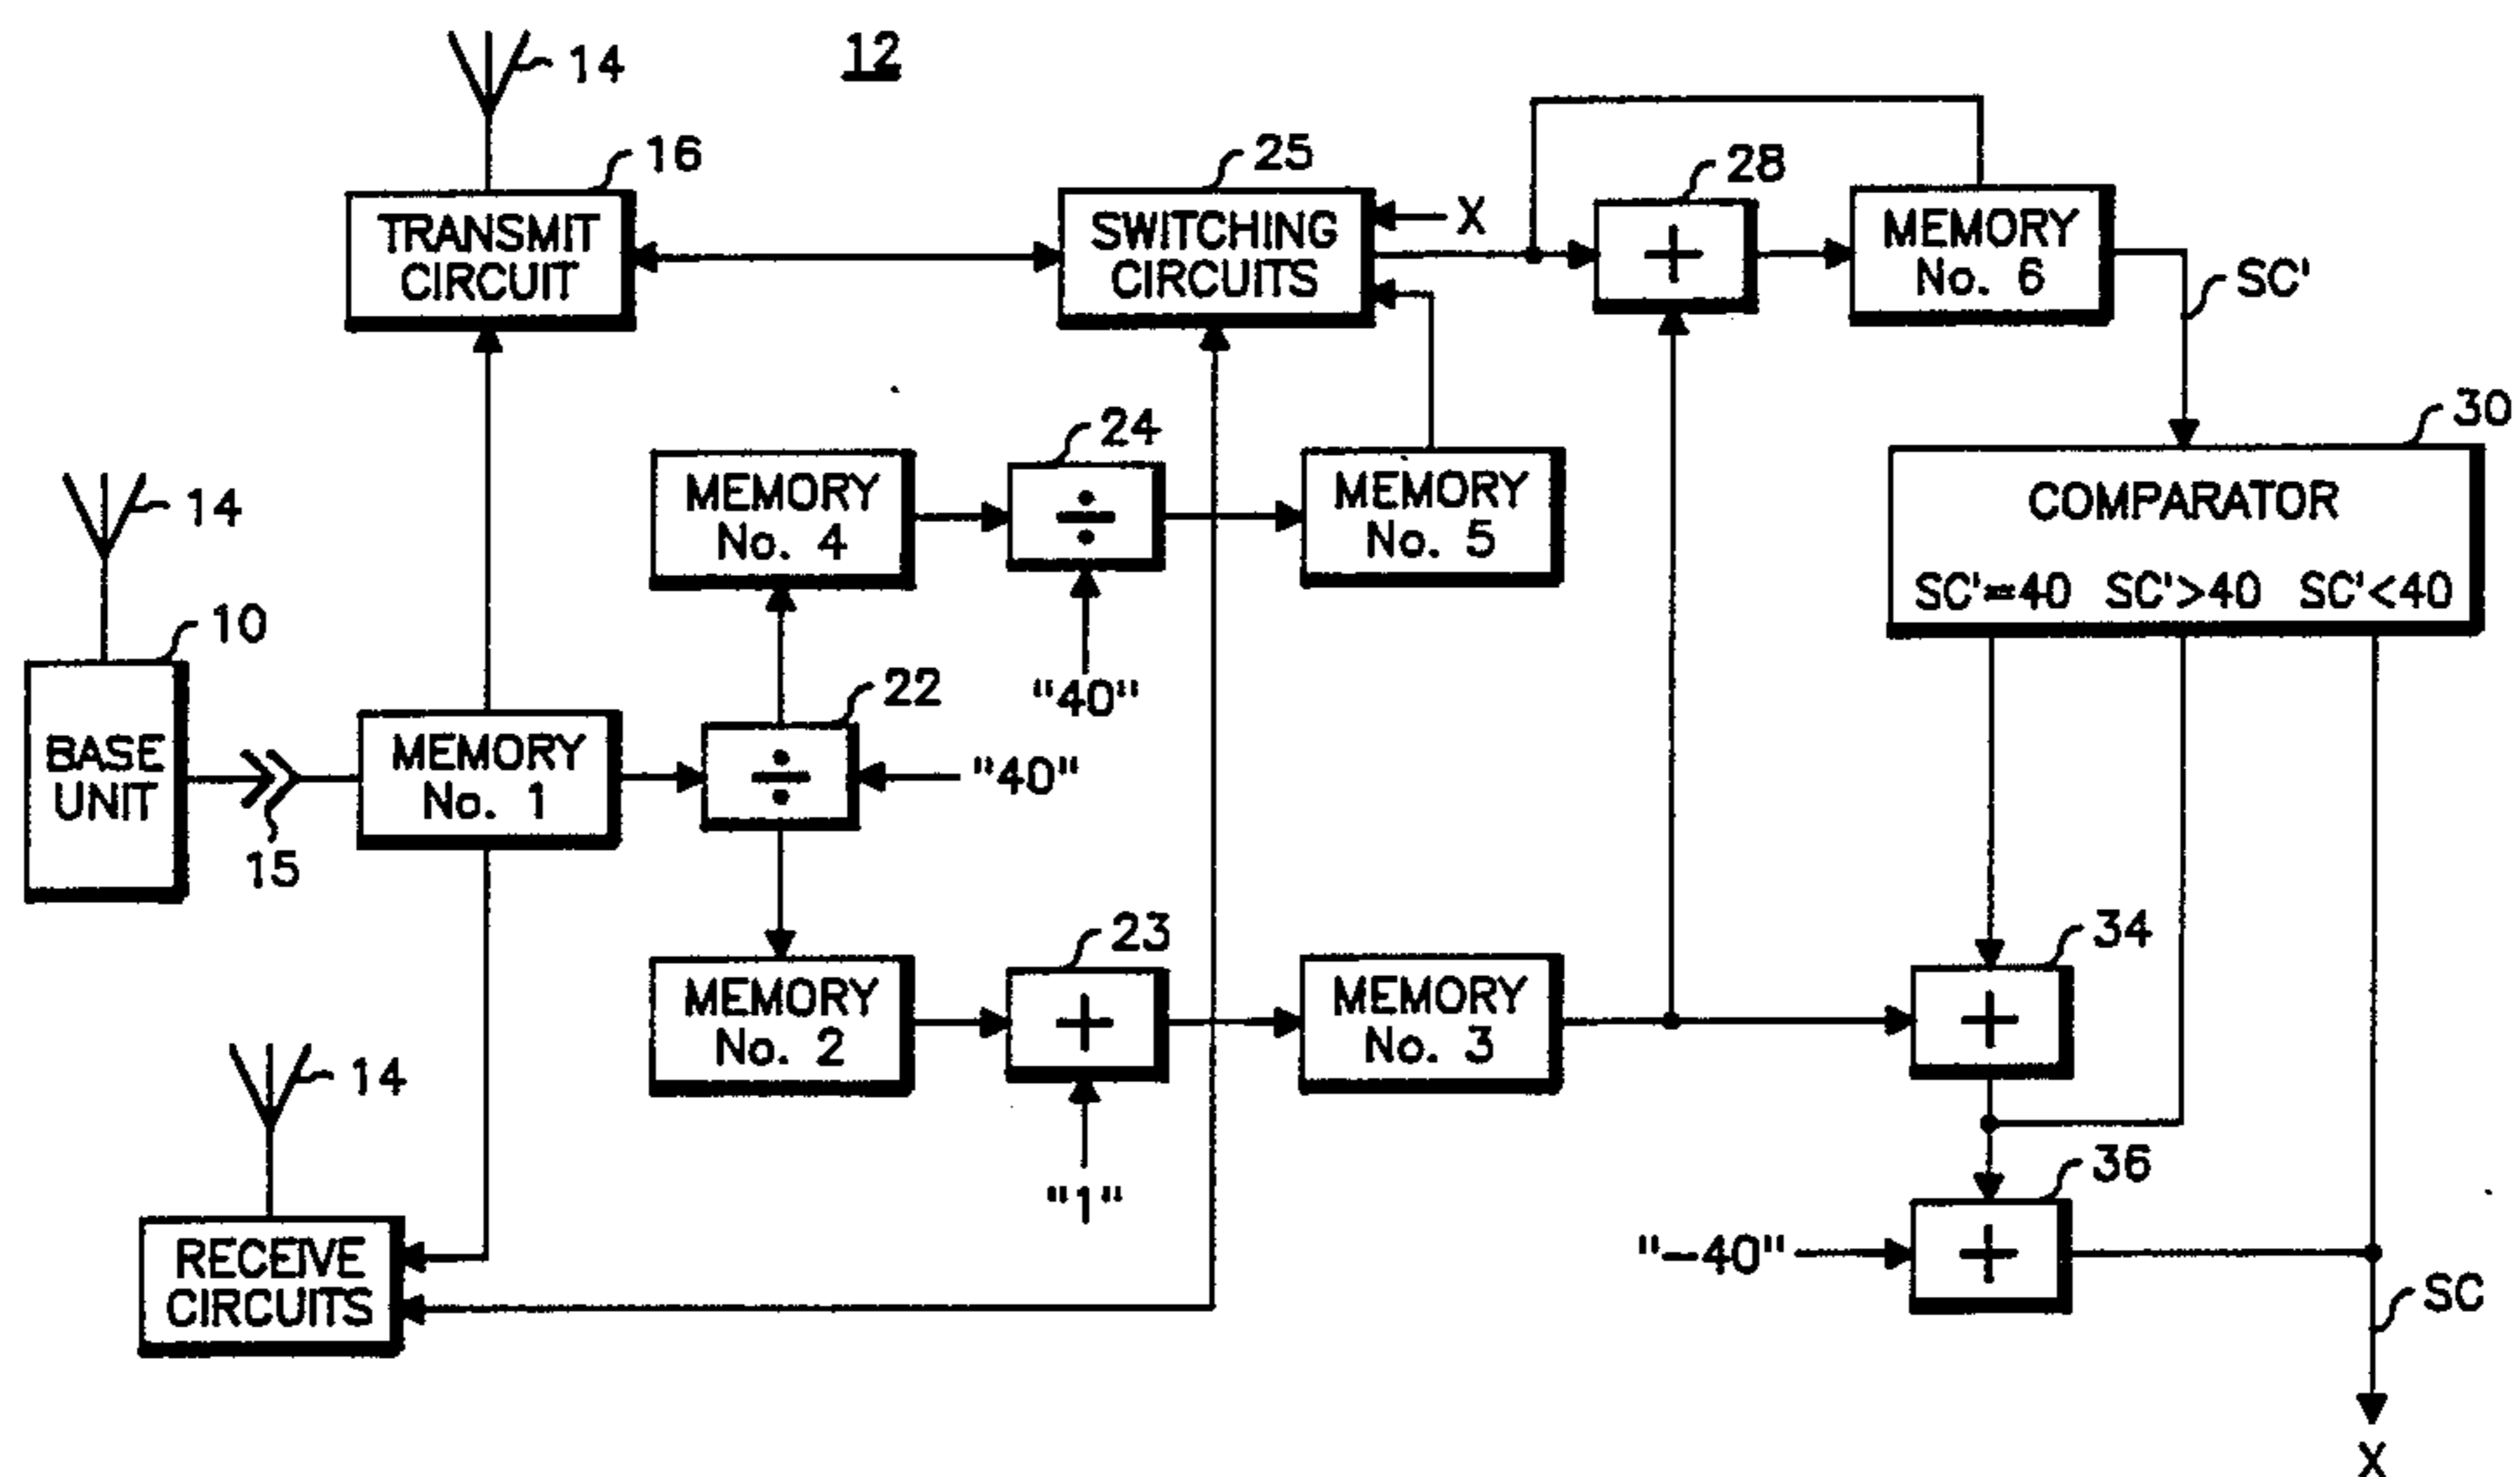 12
14
16
TRANSMIT
CIRCUIT
25
SWITCHING
CIRCUITS
X
28
+
MEMORY
No. 6
SC'
30
COMPARATOR
SC'=40 SC'>40 SC'<40
14
10
BASE
UNIT
15
MEMORY
No. 1
MEMORY
No. 4
24
÷
"40"
MEMORY
No. 5
22
÷
"40"
MEMORY
No. 2
23
+
"1"
MEMORY
No. 3
34
+
36
"-40"
+
SC
X
14
RECEIVE
CIRCUITS